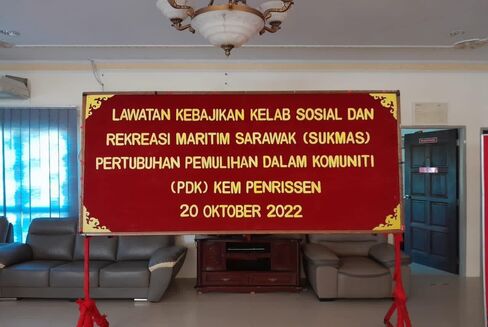 LAWATAN KEBAJIKAN KELAB SOSIAL DAN
REKREASI MARITIM SARAWAK (SUKMAS)
PERTUBUHAN PEMULIHAN DALAM KOMUNITI
(PDK) KEM PENRISSEN
20 OKTOBER 2022